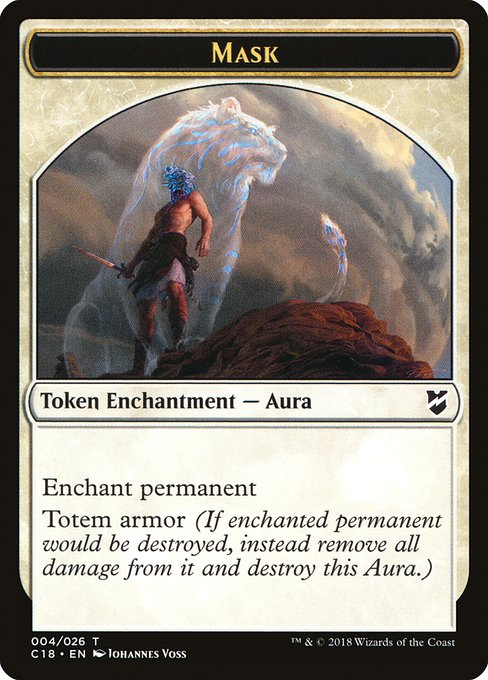 MASK
Token Enchantment — Aura
Enchant permanent
Totem armor (If enchanted permanent
would be destroyed, instead remove all
damage from it and destroy this Aura.)
004/026 T
C18 • EN JOHANNES VOSS
™ & © 2018 Wizards of the Coast